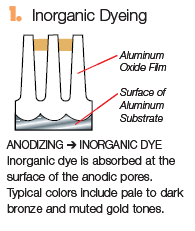 1. Inorganic Dyeing
Aluminum
Oxide Film
Surface of
Aluminum
Substrate
ANODIZING → INORGANIC DYE
Inorganic dye is absorbed at the
surface of the anodic pores.
Typical colors include pale to dark
bronze and muted gold tones.